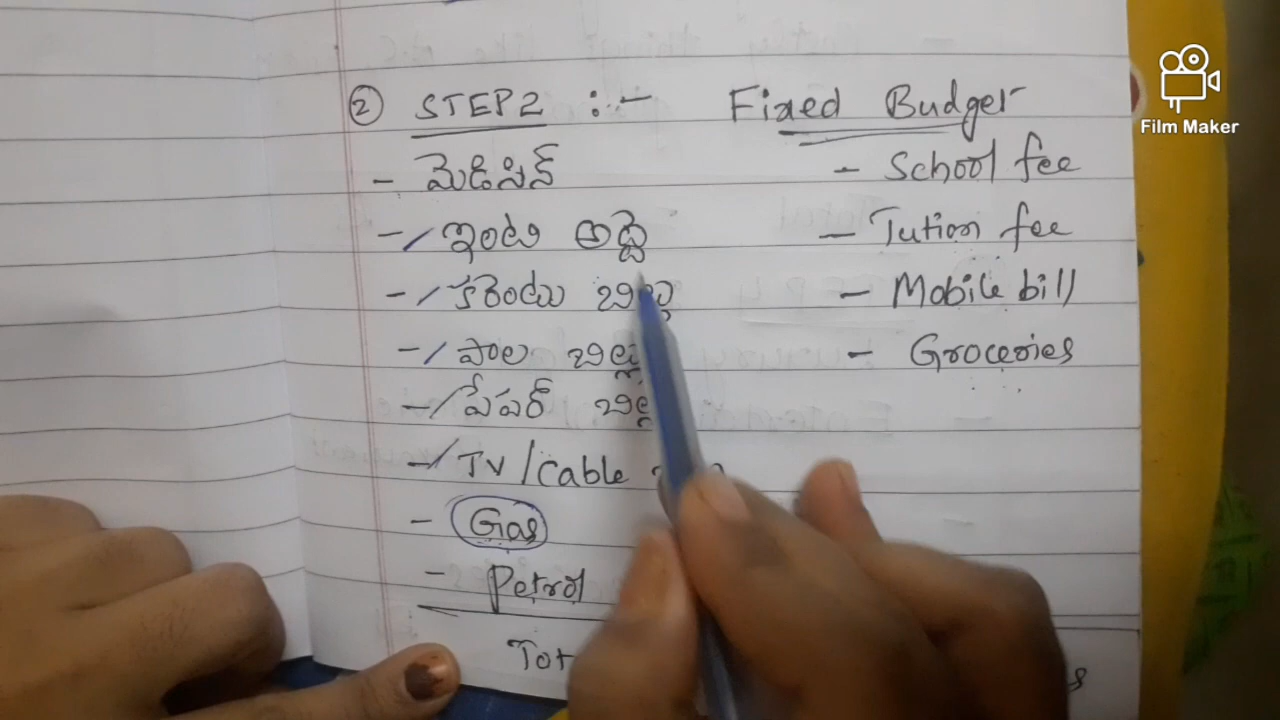 ② STEP2 :- Fixed Budget
- మెడిసిన్ - School fee
- ఇంటి అద్దె - Tution fee
- కరెంటు బిల్లు - Mobile bill
- పాల బిల్లు - Groceries
- పేపర్ బిల్లు
- TV/Cable
- Gas
- Petrol
Film Maker